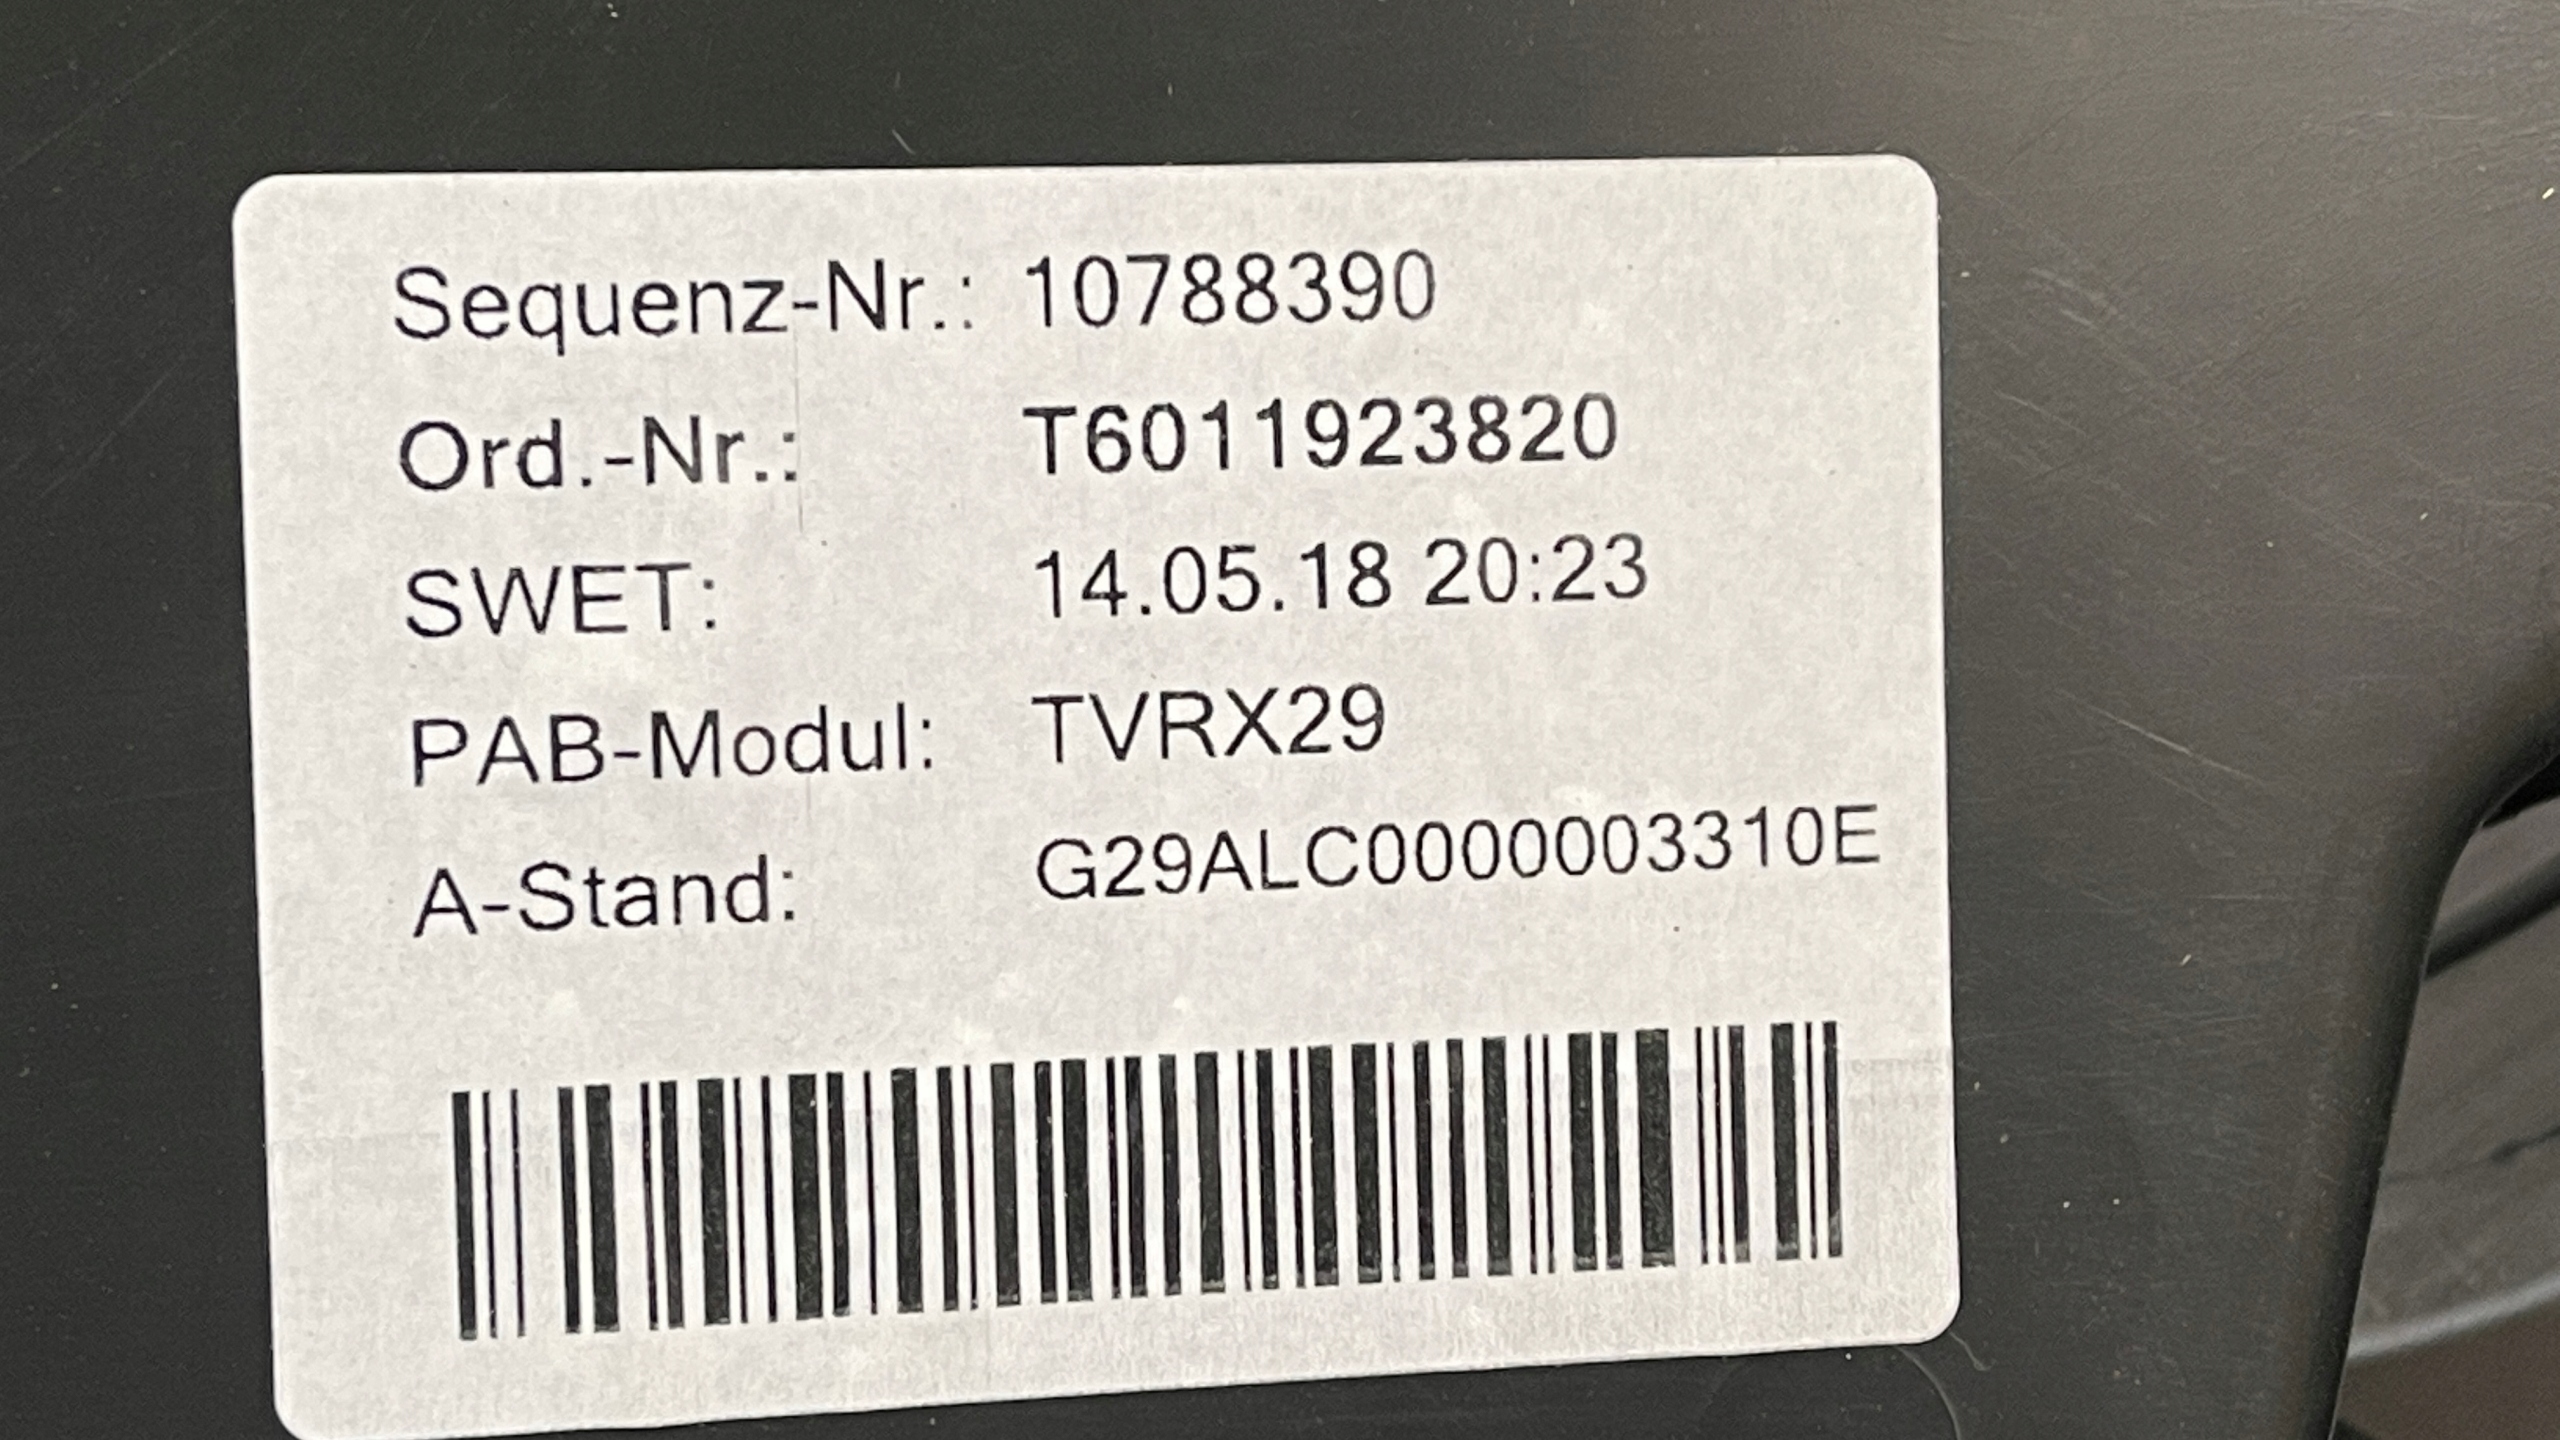 Sequenz-Nr.: 10788390
Ord.-Nr.: T6011923820
SWET: 14.05.18 20:23
PAB-Modul: TVRX29
A-Stand: G29ALC0000003310E